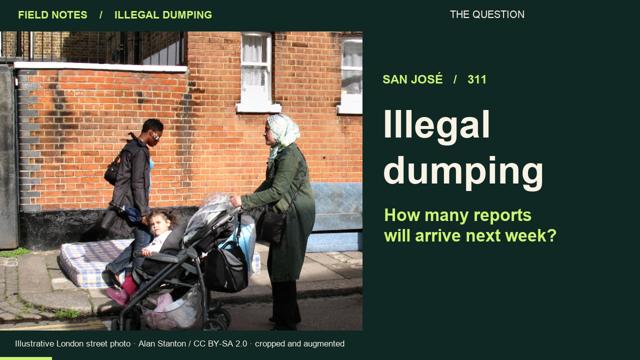 FIELD NOTES / ILLEGAL DUMPING
THE QUESTION
SAN JOSÉ / 311
Illegal
dumping
How many reports
will arrive next week?
Illustrative London street photo · Alan Stanton / CC BY-SA 2.0 · cropped and augmented